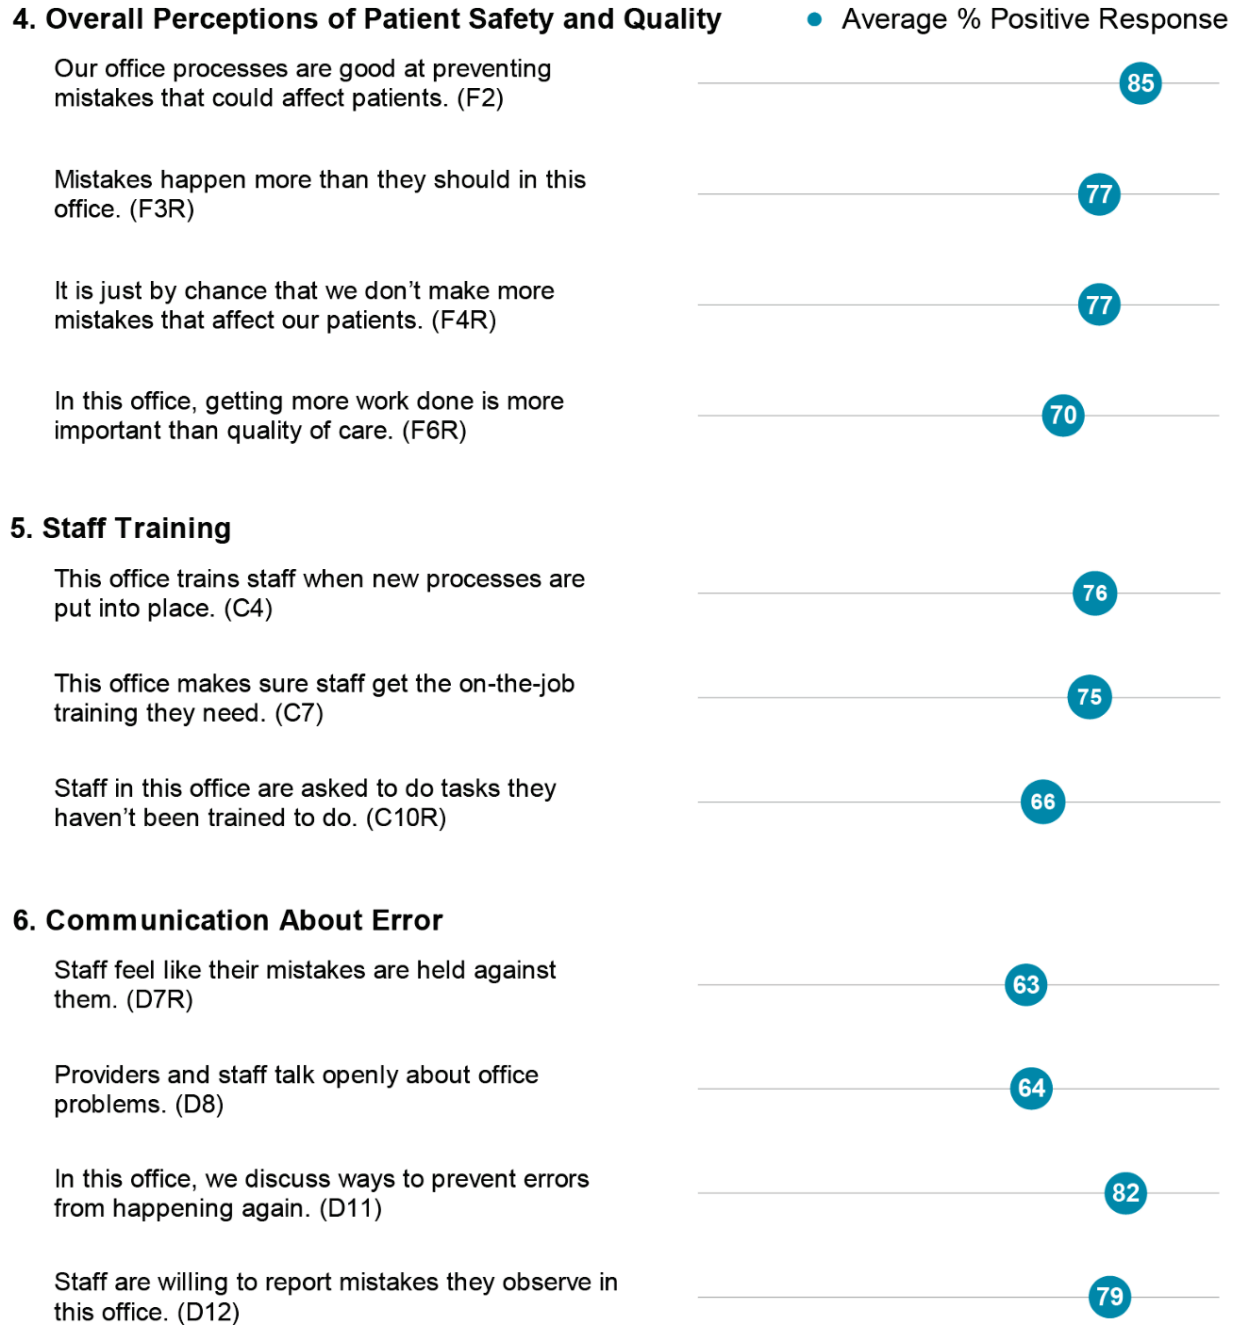 4. Overall Perceptions of Patient Safety and Quality
● Average % Positive Response
Our office processes are good at preventing
mistakes that could affect patients. (F2)
85
Mistakes happen more than they should in this
office. (F3R)
77
It is just by chance that we don’t make more
mistakes that affect our patients. (F4R)
77
In this office, getting more work done is more
important than quality of care. (F6R)
70
5. Staff Training
This office trains staff when new processes are
put into place. (C4)
76
This office makes sure staff get the on-the-job
training they need. (C7)
75
Staff in this office are asked to do tasks they
haven’t been trained to do. (C10R)
66
6. Communication About Error
Staff feel like their mistakes are held against
them. (D7R)
63
Providers and staff talk openly about office
problems. (D8)
64
In this office, we discuss ways to prevent errors
from happening again. (D11)
82
Staff are willing to report mistakes they observe in
this office. (D12)
79